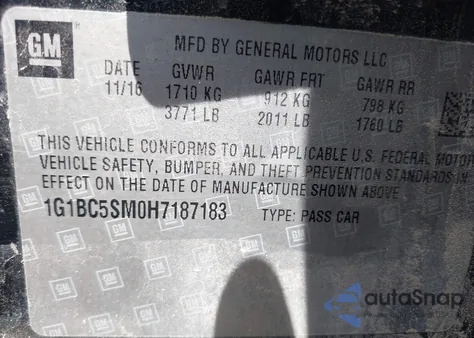 GM
MFD BY GENERAL MOTORS LLC
DATE GVWR GAWR FRT GAWR RR
11/16 1710 KG 912 KG 798 KG
3771 LB 2011 LB 1760 LB
THIS VEHICLE CONFORMS TO ALL APPLICABLE U.S. FEDERAL MOTOR
VEHICLE SAFETY, BUMPER, AND THEFT PREVENTION STANDARDS IN
EFFECT ON THE DATE OF MANUFACTURE SHOWN ABOVE
1G1BC5SM0H7187183 TYPE: PASS CAR
autoSnap